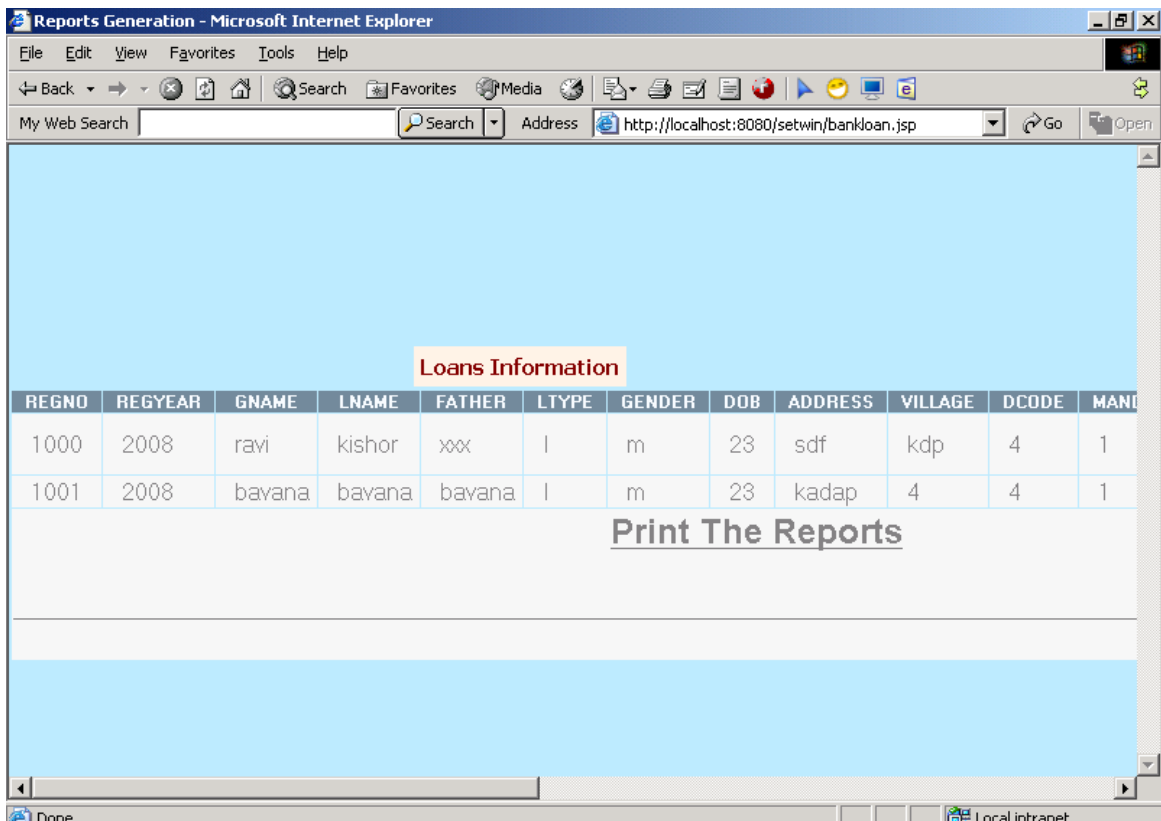 Reports Generation - Microsoft Internet Explorer
File Edit View Favorites Tools Help
Back Search Favorites Media
My Web Search Search Address http://localhost:8080/setwin/bankloan.jsp Go Open
Loans Information
REGNO REGYEAR GNAME LNAME FATHER LTYPE GENDER DOB ADDRESS VILLAGE DCODE MAND
1000 2008 ravi kishor xxx l m 23 sdf kdp 4 1
1001 2008 bavana bavana bavana l m 23 kadap 4 4 1
Print The Reports
Done Local intranet